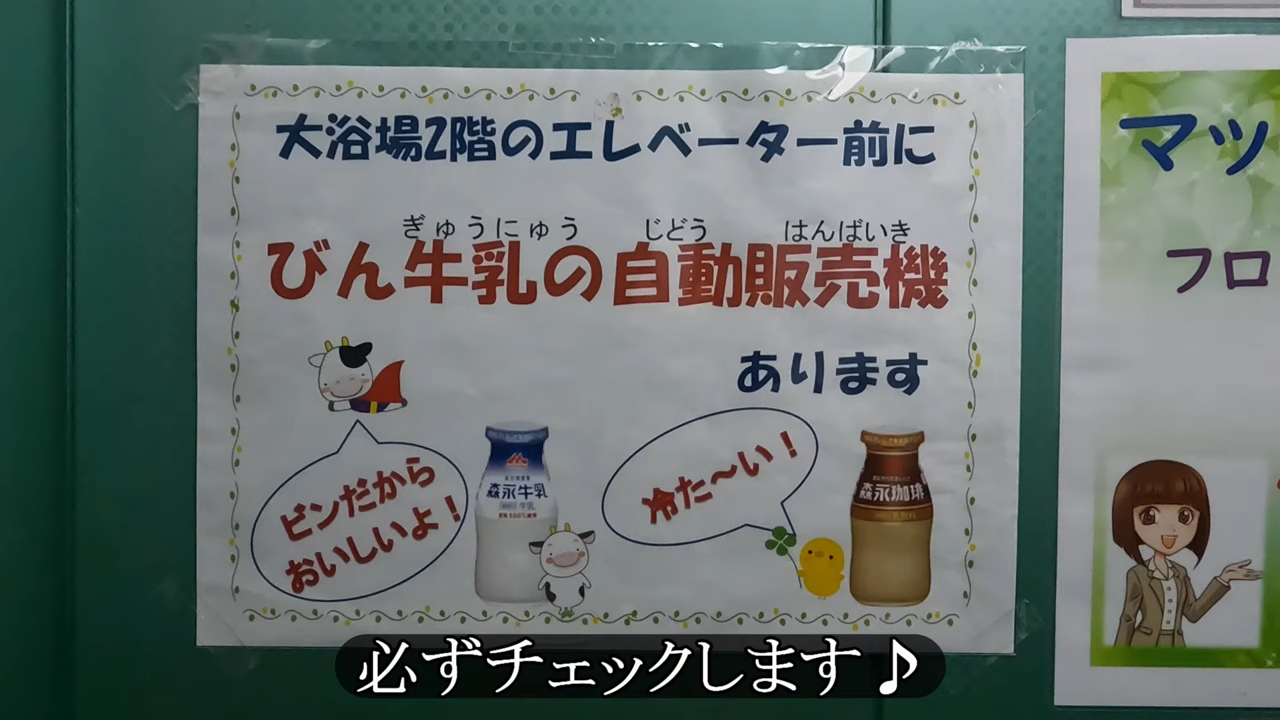 大浴場2階のエレベーター前に
ぎゅうにゅう じどう はんばいき
びん牛乳の自動販売機
あります
ビンだから
おいしいよ!
冷た〜い!
森永牛乳
森永珈琲
マッ
フロ
必ずチェックします♪